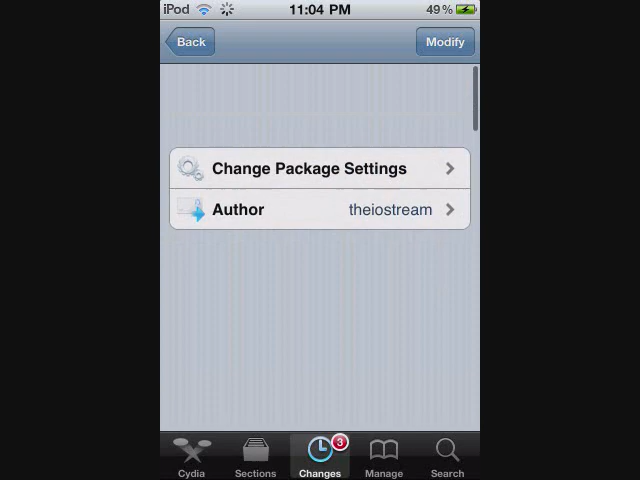 iPod 11:04 PM 49%
Back Modify
Change Package Settings
Author theiostream
3
Cydia Sections Changes Manage Search